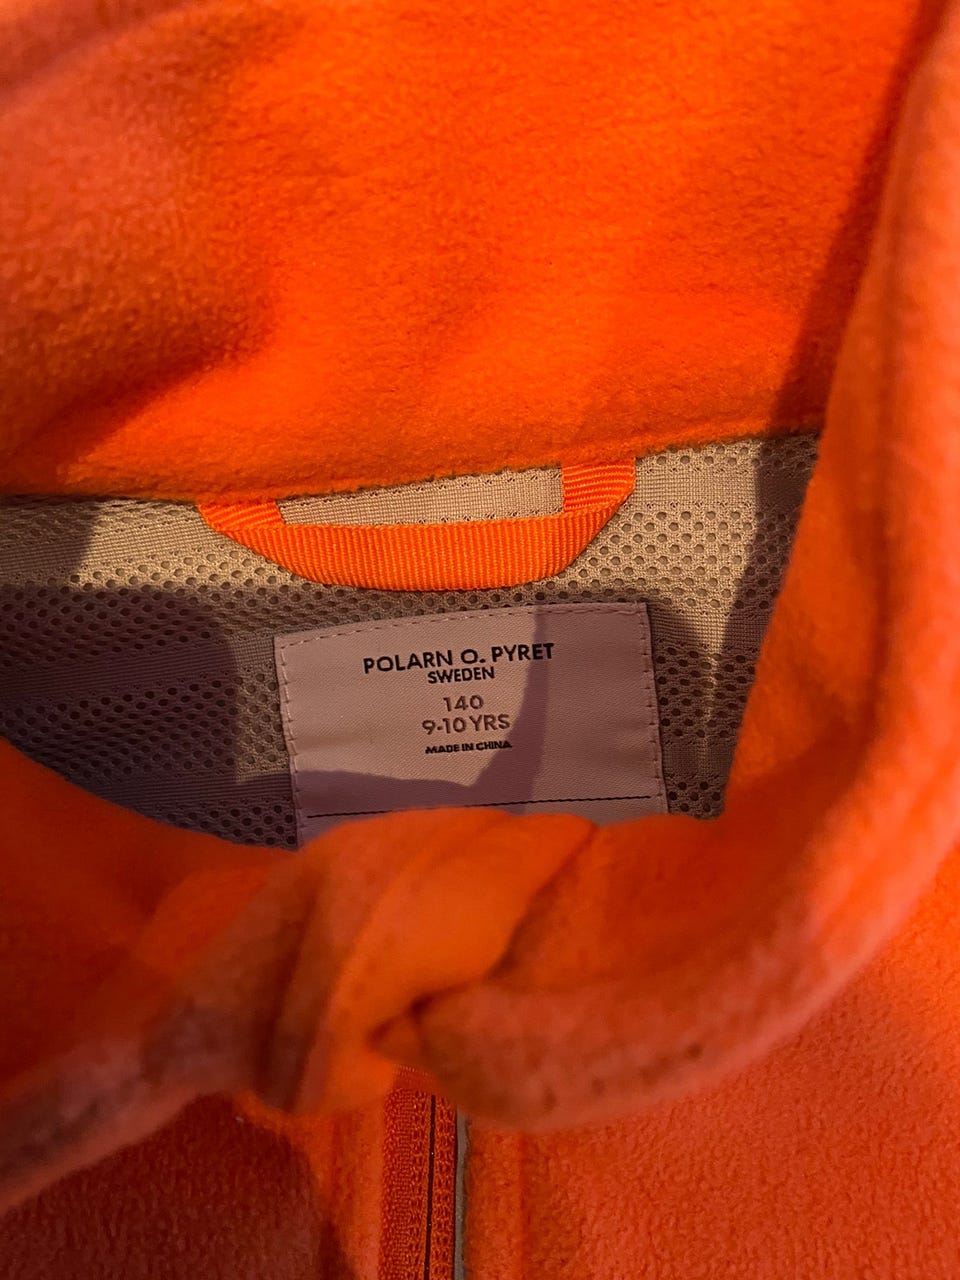 POLARN O. PYRET
SWEDEN
140
9-10 YRS
MADE IN CHINA